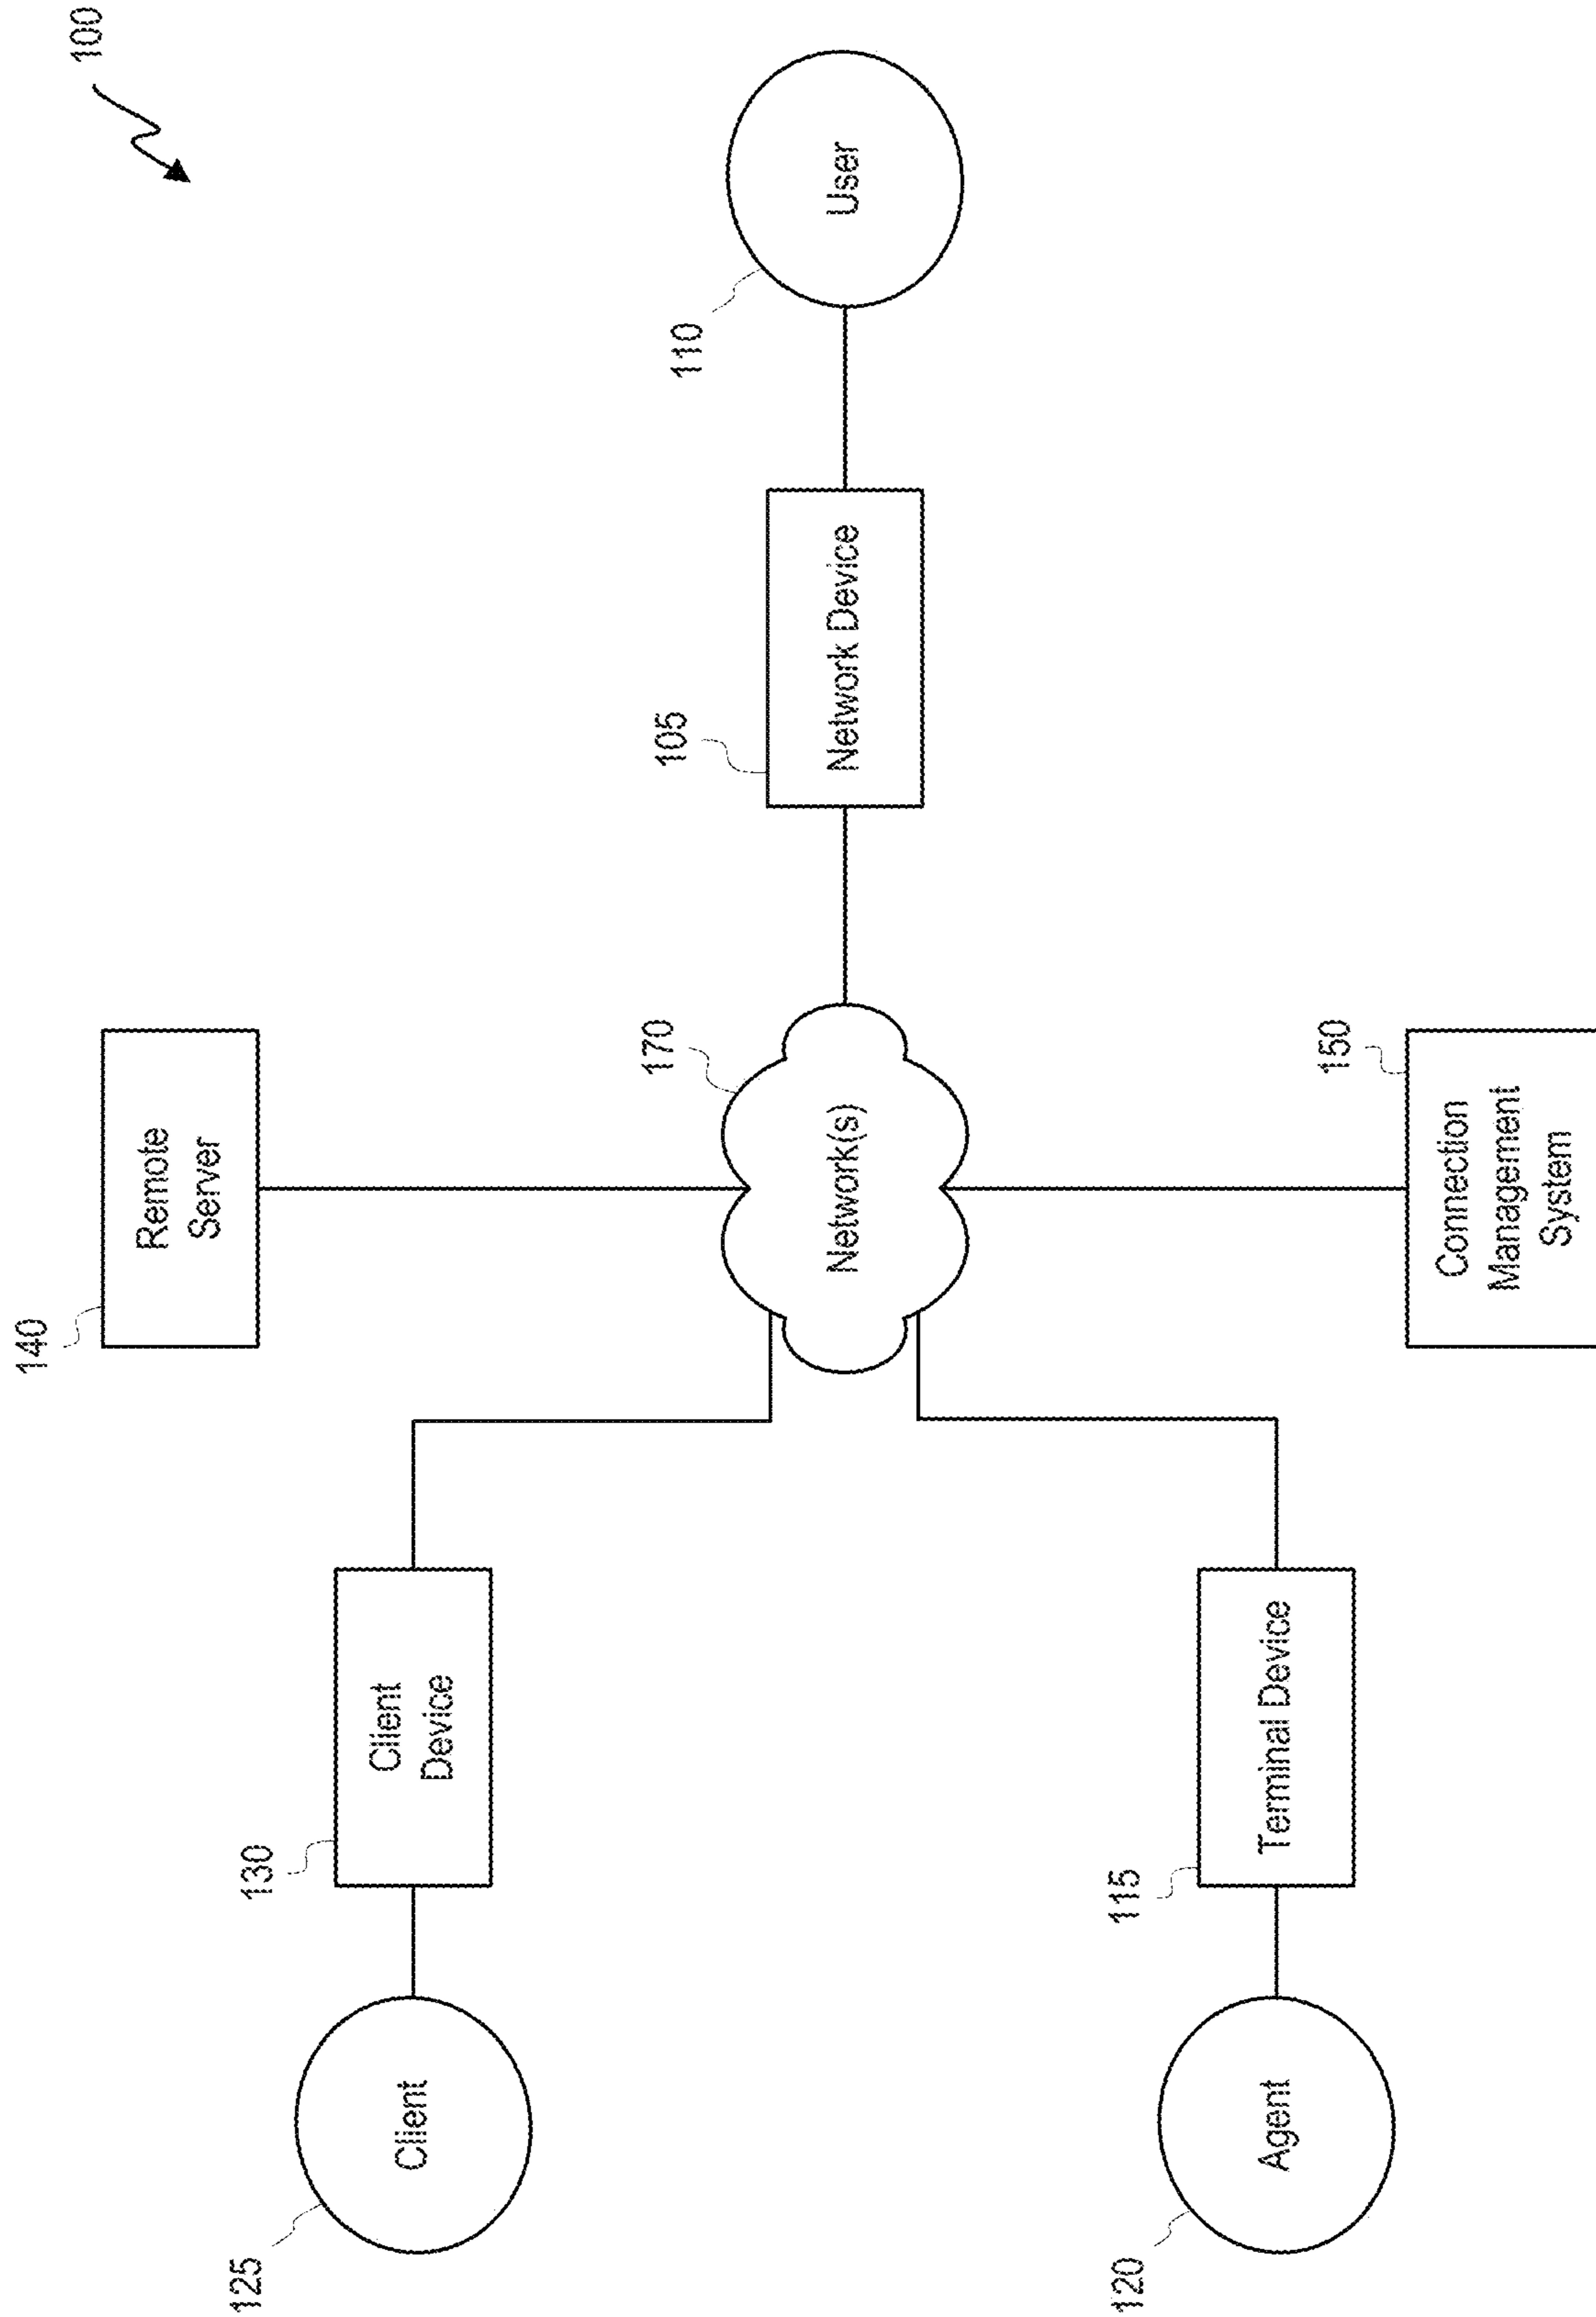 140
100
Remote
Server
125
130
Client
Client
Device
170
105
110
Network(s)
Network Device
User
120
115
Agent
Terminal Device
150
Connection
Management
System